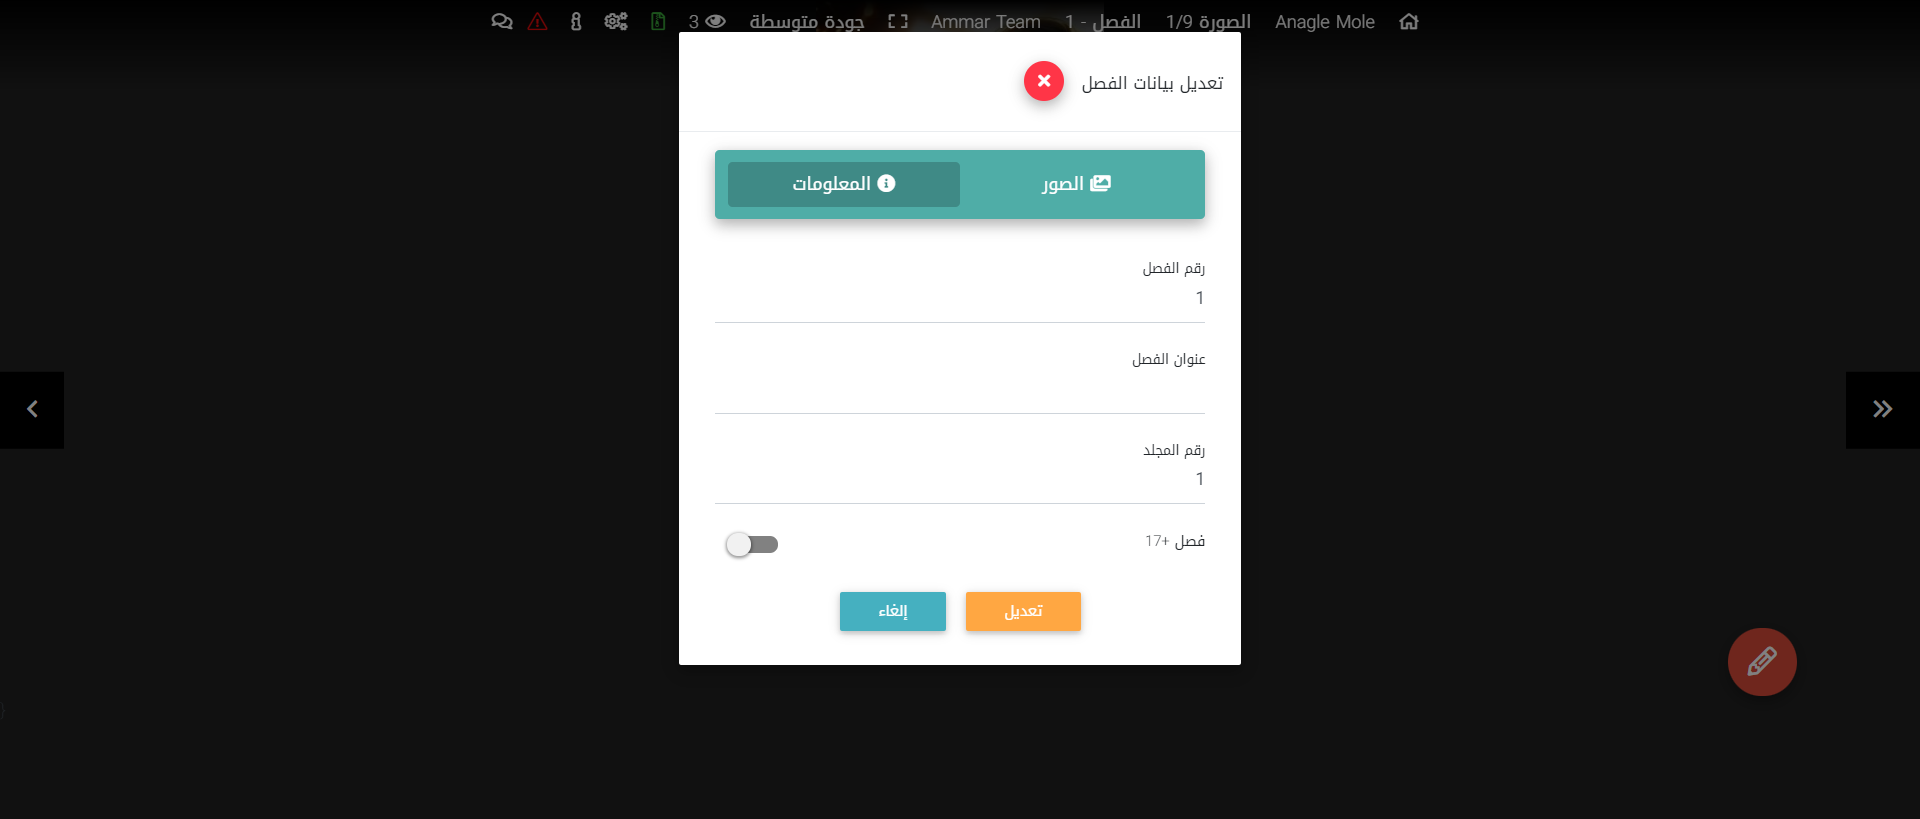 Anagle Mole الصورة 1/9 الفصل - 1 Ammar Team جودة متوسطة 3
تعديل بيانات الفصل
الصور المعلومات
رقم الفصل
1
عنوان الفصل
رقم المجلد
1
فصل +17
تعديل إلغاء